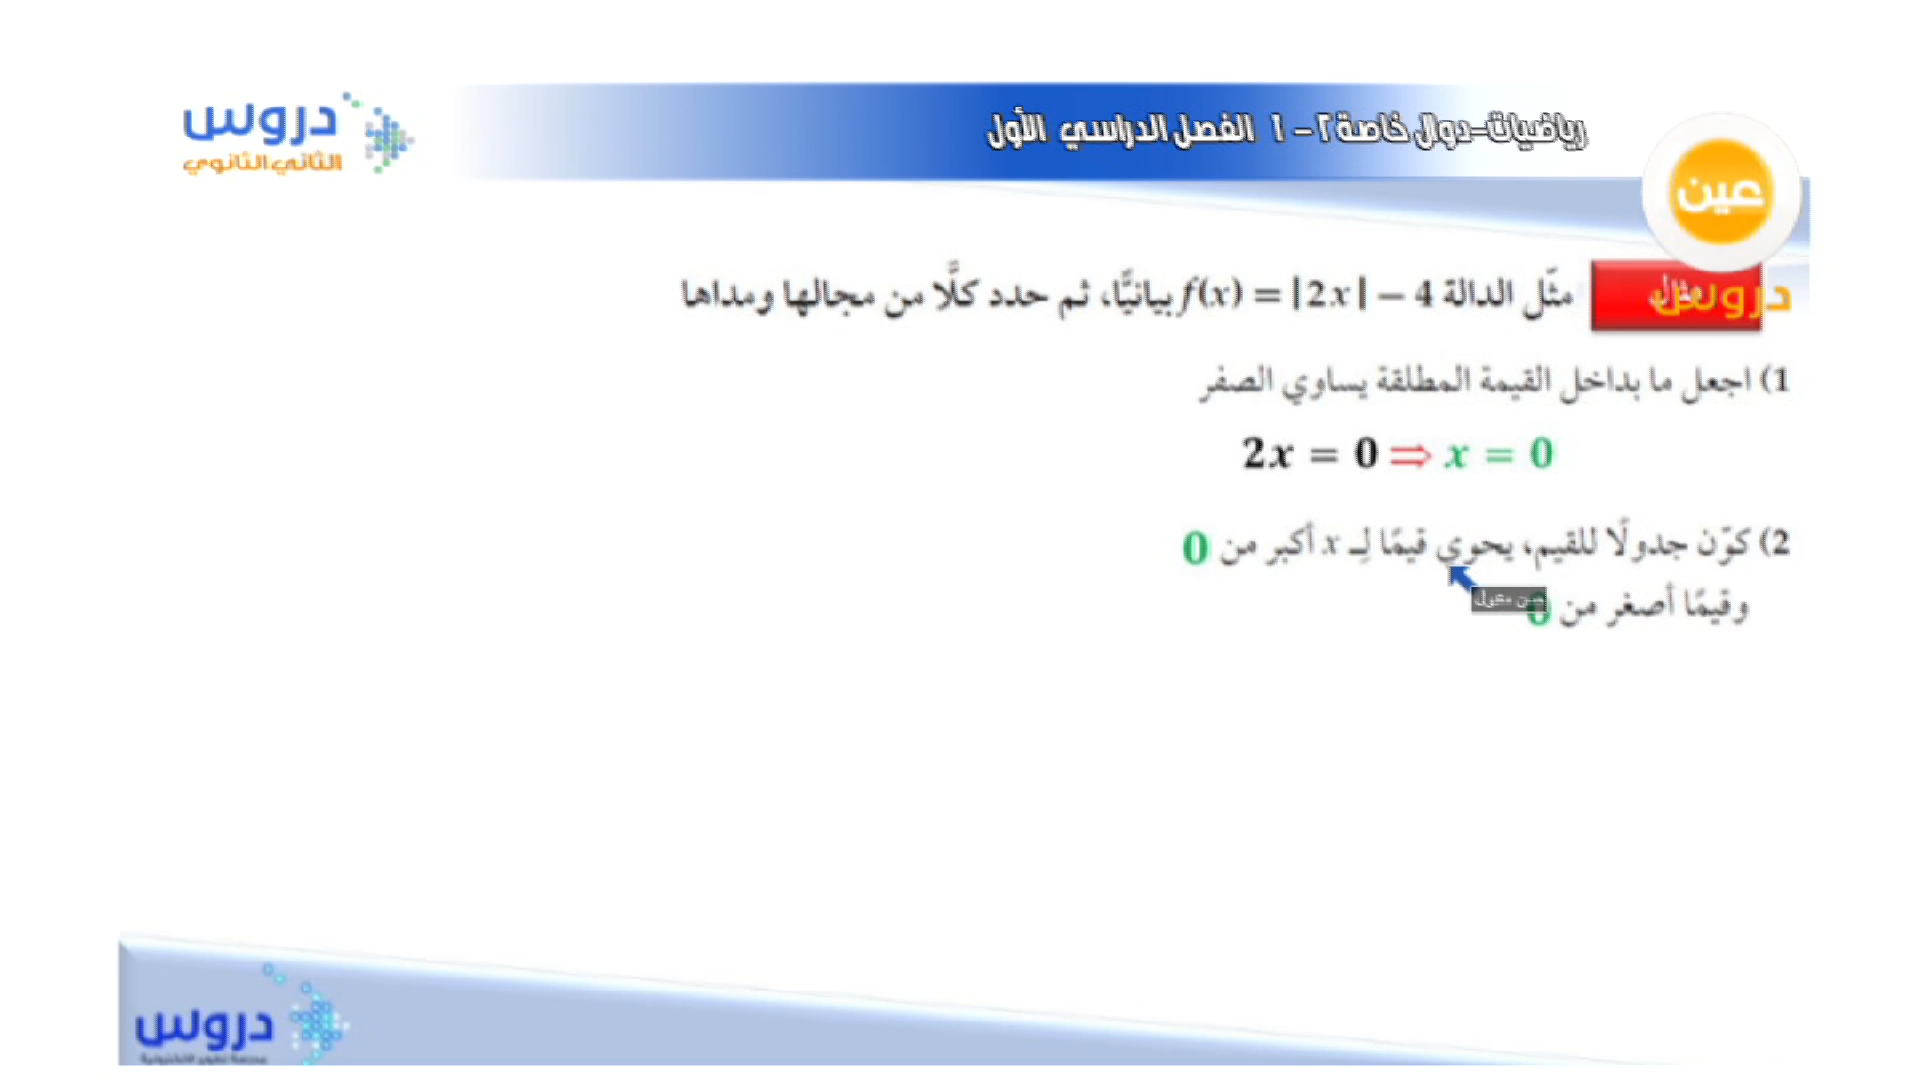 رياضيات-دوال خاصة ٢ - ١ الفصل الدراسي الأول
دروس
الثاني الثانوي
عين
دروس
مثال
مثّل الدالة f(x) = |2x| − 4 بيانيًّا، ثم حدد كلًّا من مجالها ومداها
1) اجعل ما بداخل القيمة المطلقة يساوي الصفر
2x = 0 ⇒ x = 0
2) كوّن جدولًا للقيم، يحوي قيمًا لِـ x أكبر من 0
وقيمًا أصغر من 0
دروس